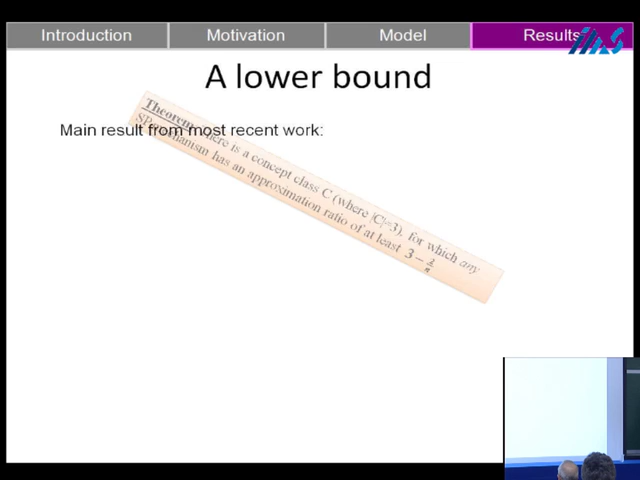 Introduction
Motivation
Model
Results
A lower bound
Main result from most recent work:
Theorem: There is a concept class C (where |C|=3), for which any
SP mechanism has an approximation ratio of at least 3 –